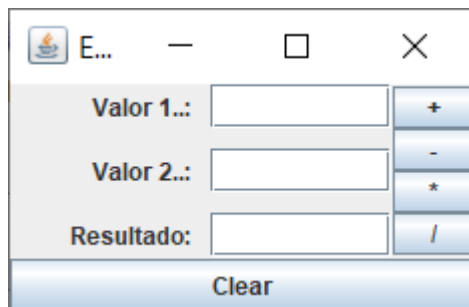 E...
Valor 1..: +
-
Valor 2..:
*
Resultado: /
Clear